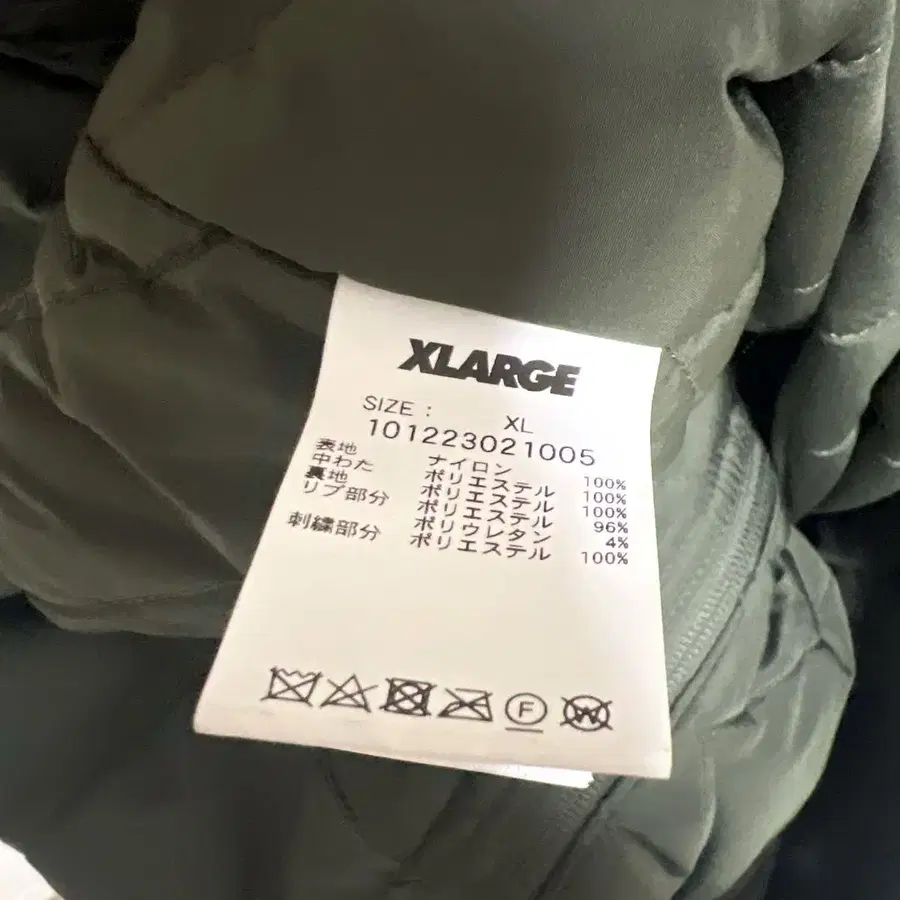 XLARGE
SIZE : XL
101223021005
表地 ナイロン 100%
中わた ポリエステル 100%
裏地 ポリエステル 100%
リブ部分 ポリエステル 96%
ポリウレタン 4%
刺繍部分 ポリエステル 100%
F W